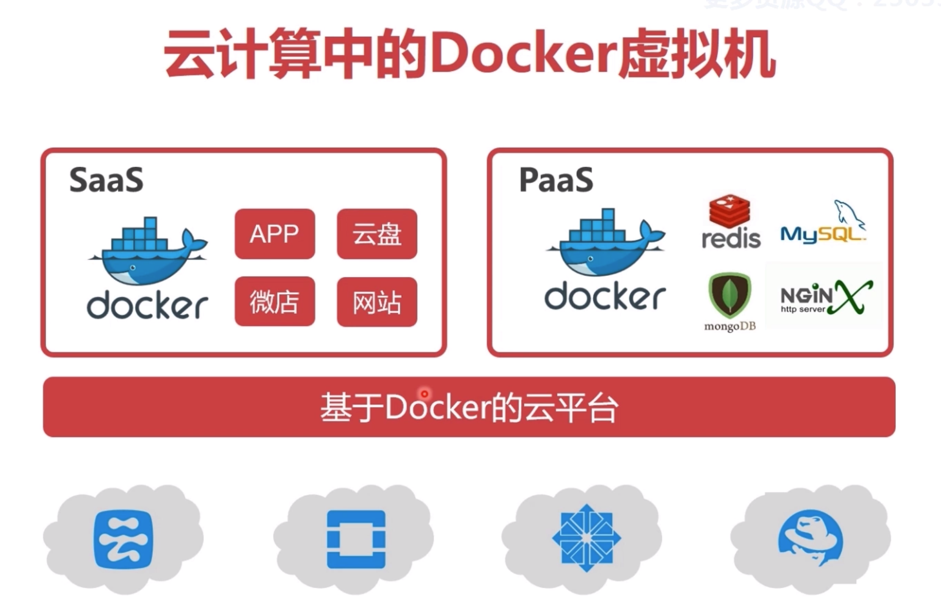 云计算中的Docker虚拟机
SaaS
docker
APP
云盘
微店
网站
PaaS
docker
redis
MySQL
mongoDB
NGINX
http server
基于Docker的云平台
云